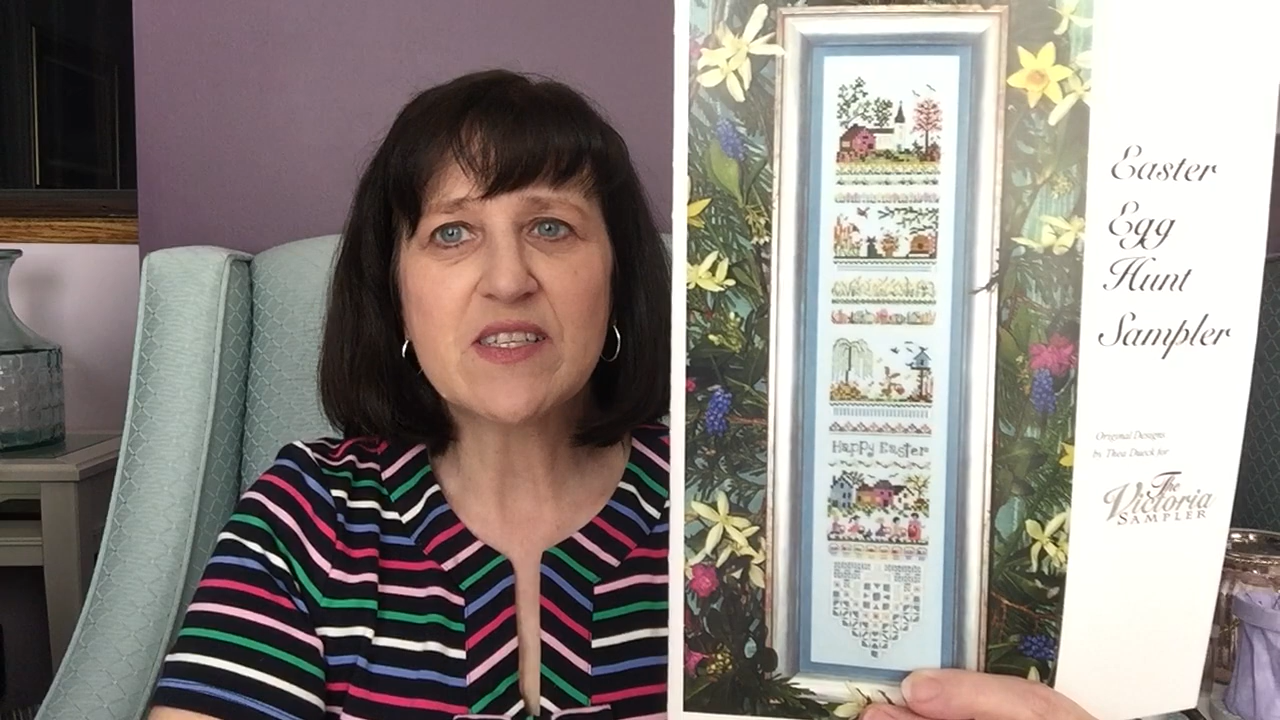 Happy Easter
Easter
Egg
Hunt
Sampler
Original Designs
by Thea Dueck for
The
Victoria
SAMPLER